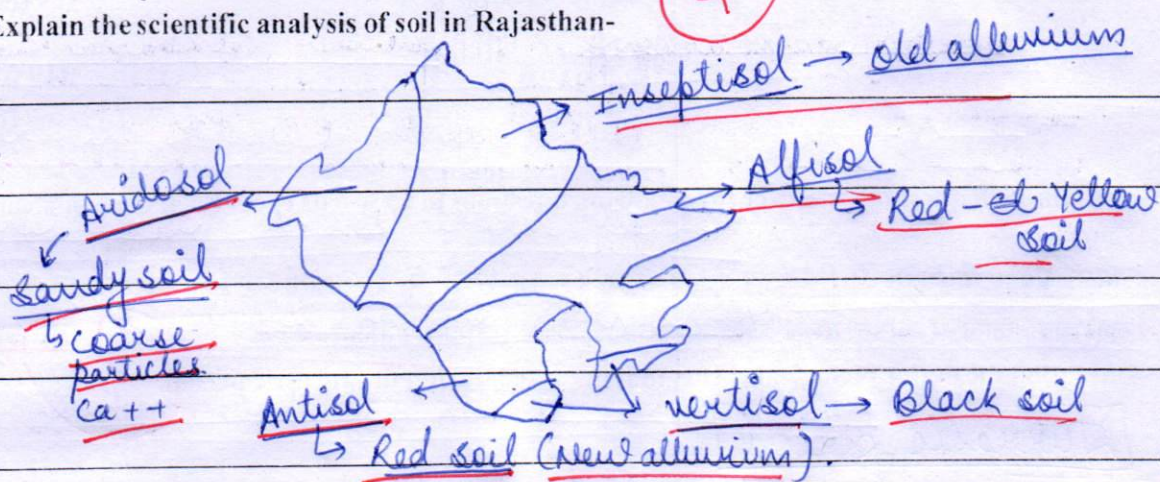 Explain the scientific analysis of soil in Rajasthan-
Inseptisol → old alluvium
Alfisol
↳ Red - Yellow
soil
Aridosol
Sandy soil
↳ coarse
particles
Ca++
Antisol
vertisol → Black soil
↳ Red soil (New alluvium).